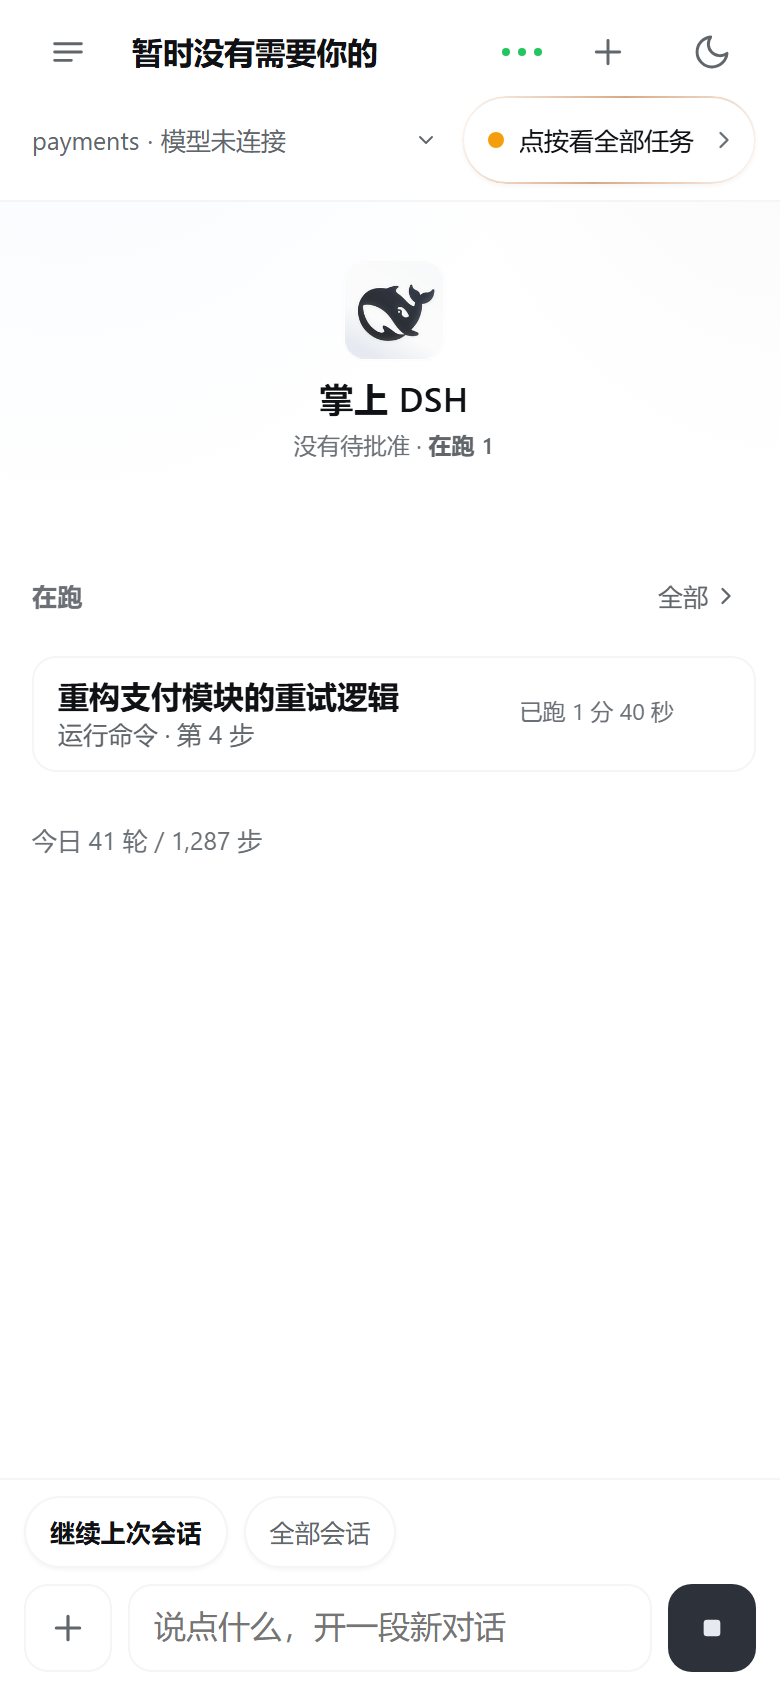 暂时没有需要你的
payments · 模型未连接
点按看全部任务
掌上 DSH
没有待批准 · 在跑 1
在跑
全部
重构支付模块的重试逻辑
运行命令 · 第 4 步
已跑 1 分 40 秒
今日 41 轮 / 1,287 步
继续上次会话
全部会话
说点什么，开一段新对话